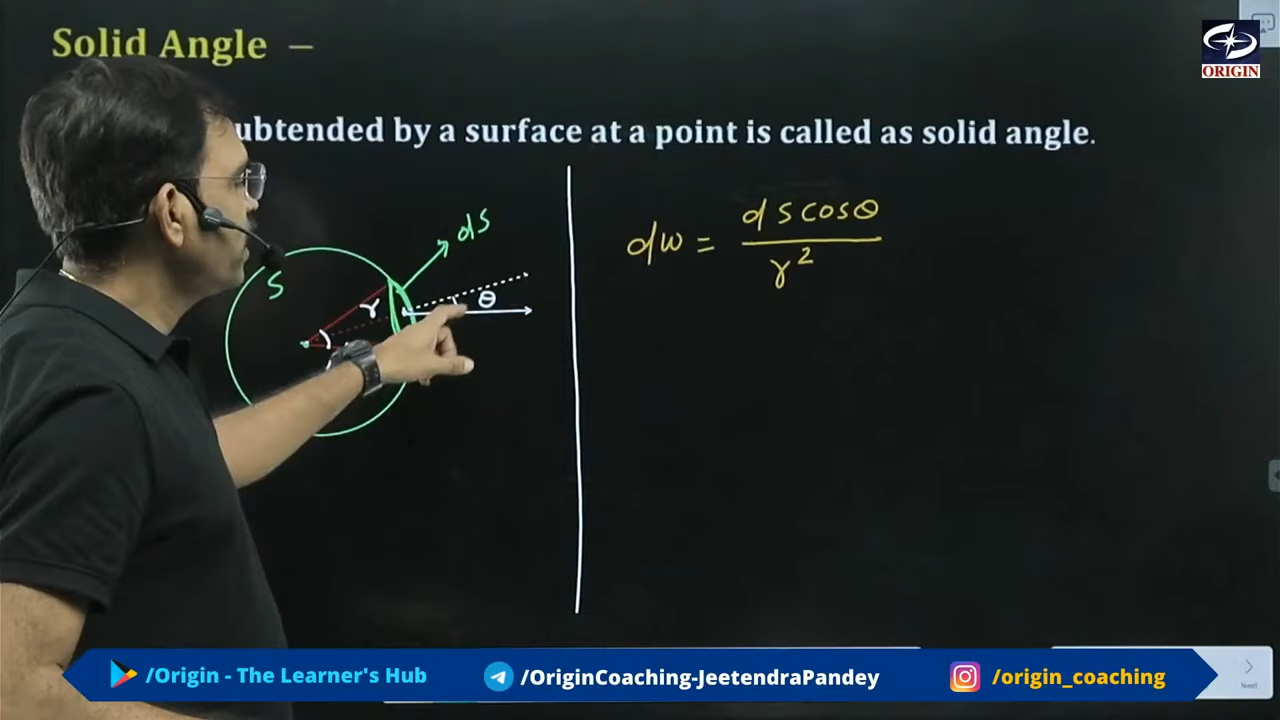 Solid Angle –
ORIGIN
ubtended by a surface at a point is called as solid angle.
dS
S
r
θ
dω = dS cosθ / r²
/Origin - The Learner's Hub
/OriginCoaching-JeetendraPandey
/origin_coaching
Next